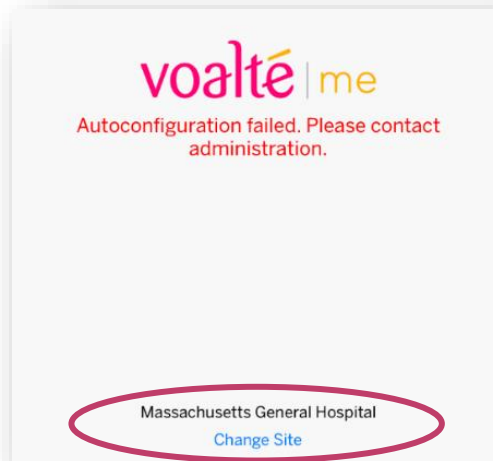 voalté | me
Autoconfiguration failed. Please contact
administration.
Massachusetts General Hospital
Change Site